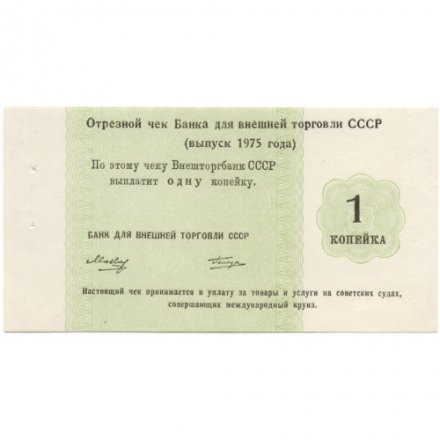 Отрезной чек Банка для внешней торговли СССР
(выпуск 1975 года)
По этому чеку Внешторгбанк СССР
выплатит одну копейку.
1
КОПЕЙКА
БАНК ДЛЯ ВНЕШНЕЙ ТОРГОВЛИ СССР
Настоящий чек принимается в уплату за товары и услуги на советских судах,
совершающих международный круиз.